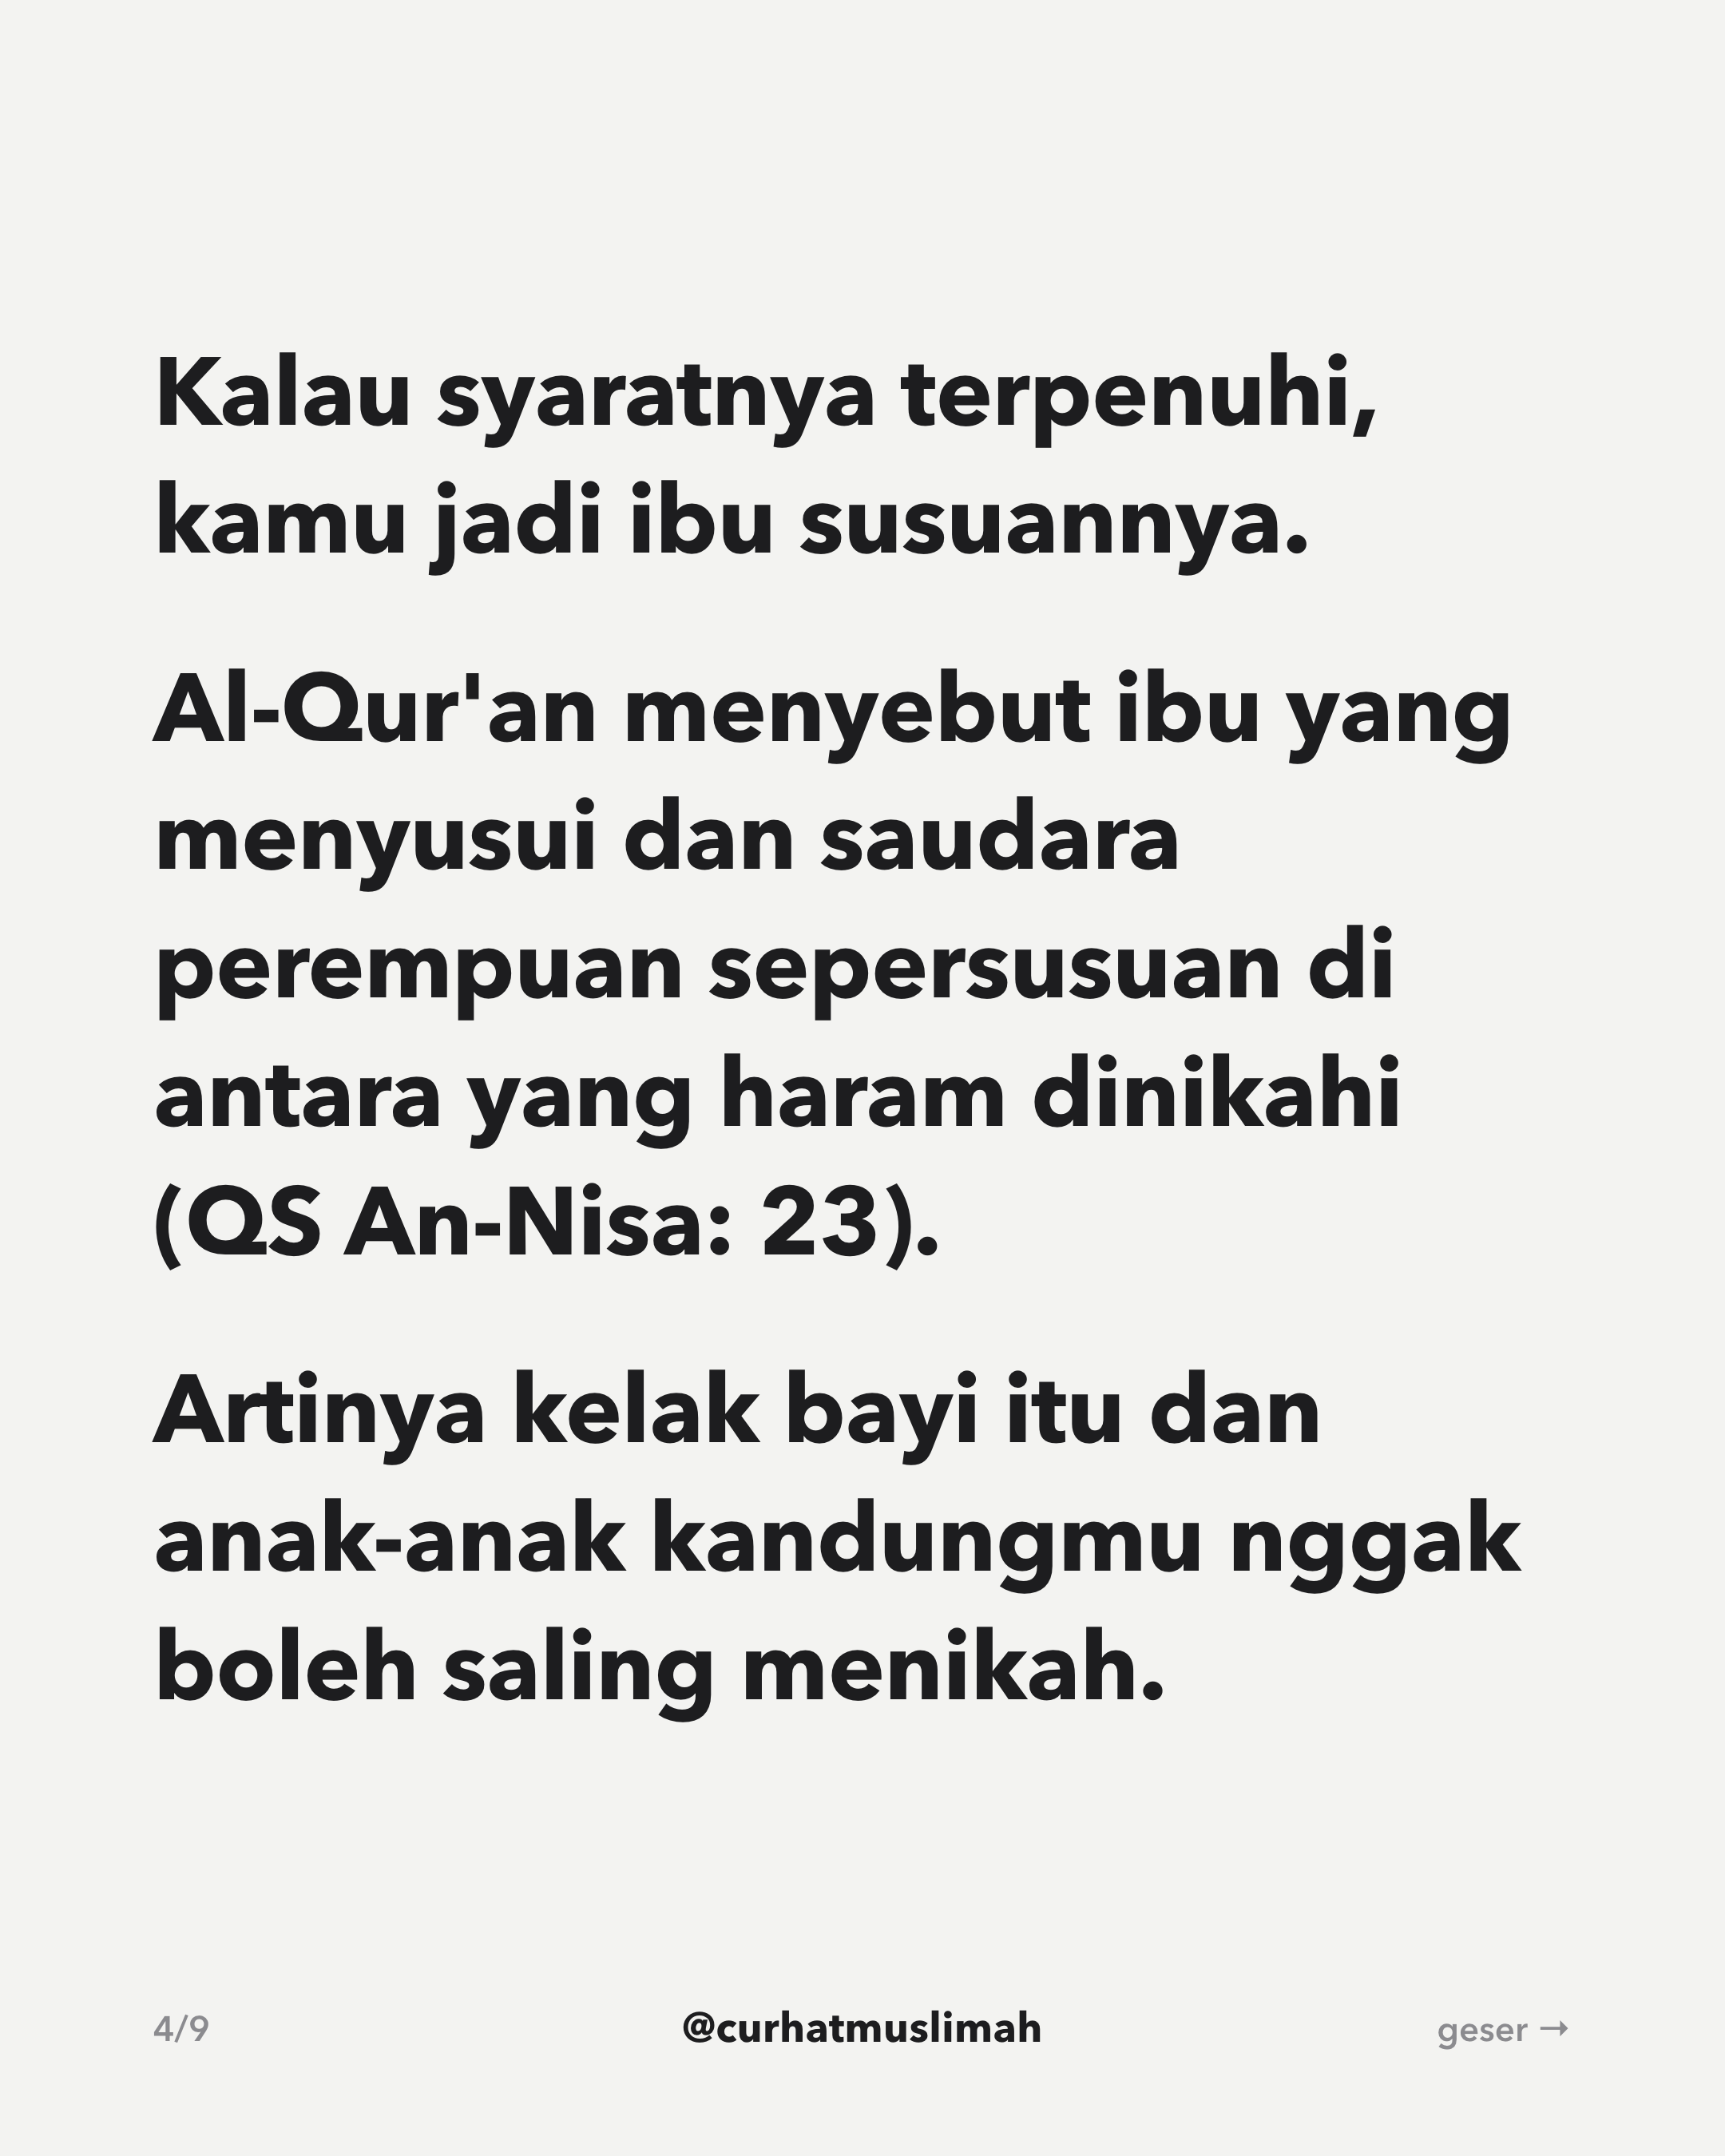 Kalau syaratnya terpenuhi,
kamu jadi ibu susuannya.
Al-Qur'an menyebut ibu yang
menyusui dan saudara
perempuan sepersusuan di
antara yang haram dinikahi
(QS An-Nisa: 23).
Artinya kelak bayi itu dan
anak-anak kandungmu nggak
boleh saling menikah.
4/9
@curhatmuslimah
geser →